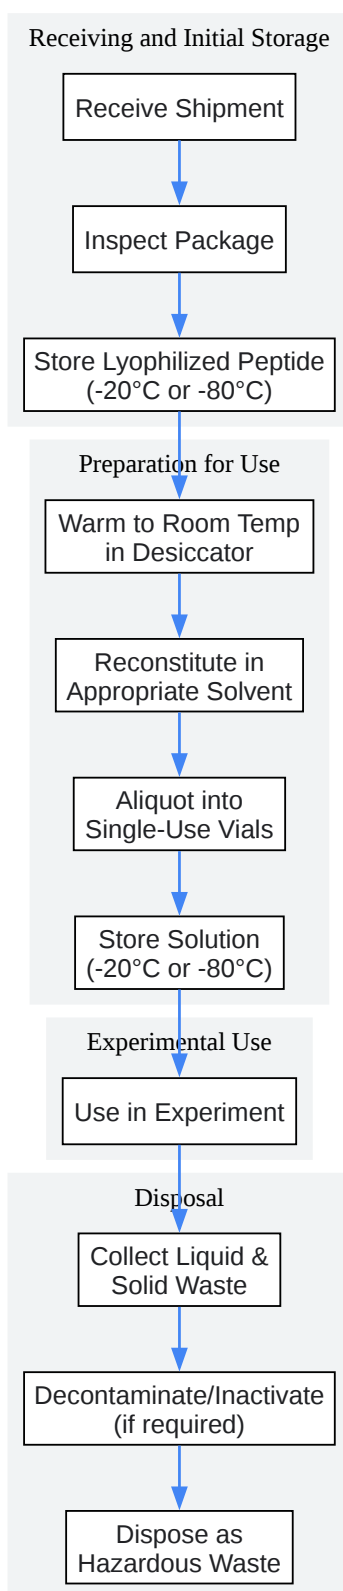 Receiving and Initial Storage
Receive Shipment
Inspect Package
Store Lyophilized Peptide
(-20°C or -80°C)
Preparation for Use
Warm to Room Temp
in Desiccator
Reconstitute in
Appropriate Solvent
Aliquot into
Single-Use Vials
Store Solution
(-20°C or -80°C)
Experimental Use
Use in Experiment
Disposal
Collect Liquid &
Solid Waste
Decontaminate/Inactivate
(if required)
Dispose as
Hazardous Waste